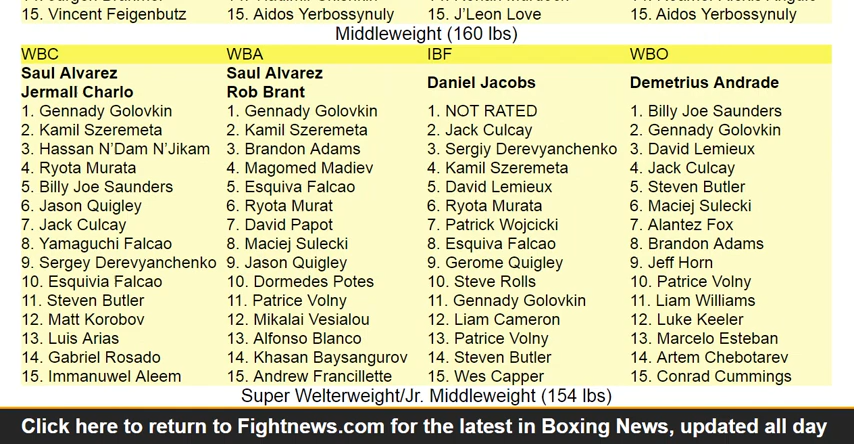 15. Vincent Feigenbutz 15. Aidos Yerbossynuly 15. J'Leon Love 15. Aidos Yerbossynuly
Middleweight (160 lbs)
WBC WBA IBF WBO
Saul Alvarez Saul Alvarez
Jermall Charlo Rob Brant Daniel Jacobs Demetrius Andrade
1. Gennady Golovkin 1. Gennady Golovkin 1. NOT RATED 1. Billy Joe Saunders
2. Kamil Szeremeta 2. Kamil Szeremeta 2. Jack Culcay 2. Gennady Golovkin
3. Hassan N'Dam N'Jikam 3. Brandon Adams 3. Sergiy Derevyanchenko 3. David Lemieux
4. Ryota Murata 4. Magomed Madiev 4. Kamil Szeremeta 4. Jack Culcay
5. Billy Joe Saunders 5. Esquiva Falcao 5. David Lemieux 5. Steven Butler
6. Jason Quigley 6. Ryota Murat 6. Ryota Murata 6. Maciej Sulecki
7. Jack Culcay 7. David Papot 7. Patrick Wojcicki 7. Alantez Fox
8. Yamaguchi Falcao 8. Maciej Sulecki 8. Esquiva Falcao 8. Brandon Adams
9. Sergey Derevyanchenko 9. Jason Quigley 9. Gerome Quigley 9. Jeff Horn
10. Esquivia Falcao 10. Dormedes Potes 10. Steve Rolls 10. Patrice Volny
11. Steven Butler 11. Patrice Volny 11. Gennady Golovkin 11. Liam Williams
12. Matt Korobov 12. Mikalai Vesialou 12. Liam Cameron 12. Luke Keeler
13. Luis Arias 13. Alfonso Blanco 13. Patrice Volny 13. Marcelo Esteban
14. Gabriel Rosado 14. Khasan Baysangurov 14. Steven Butler 14. Artem Chebotarev
15. Immanuwel Aleem 15. Andrew Francillette 15. Wes Capper 15. Conrad Cummings
Super Welterweight/Jr. Middleweight (154 lbs)
Click here to return to Fightnews.com for the latest in Boxing News, updated all day